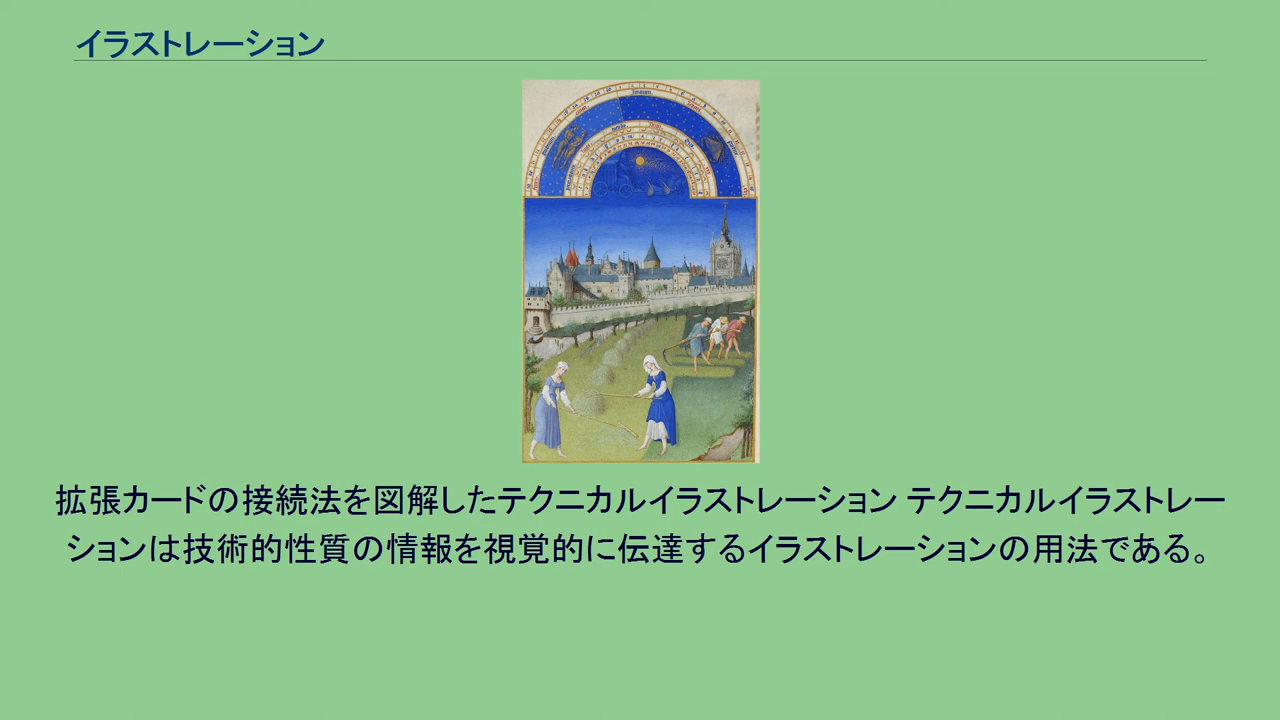 イラストレーション
拡張カードの接続法を図解したテクニカルイラストレーション テクニカルイラストレー
ションは技術的性質の情報を視覚的に伝達するイラストレーションの用法である。